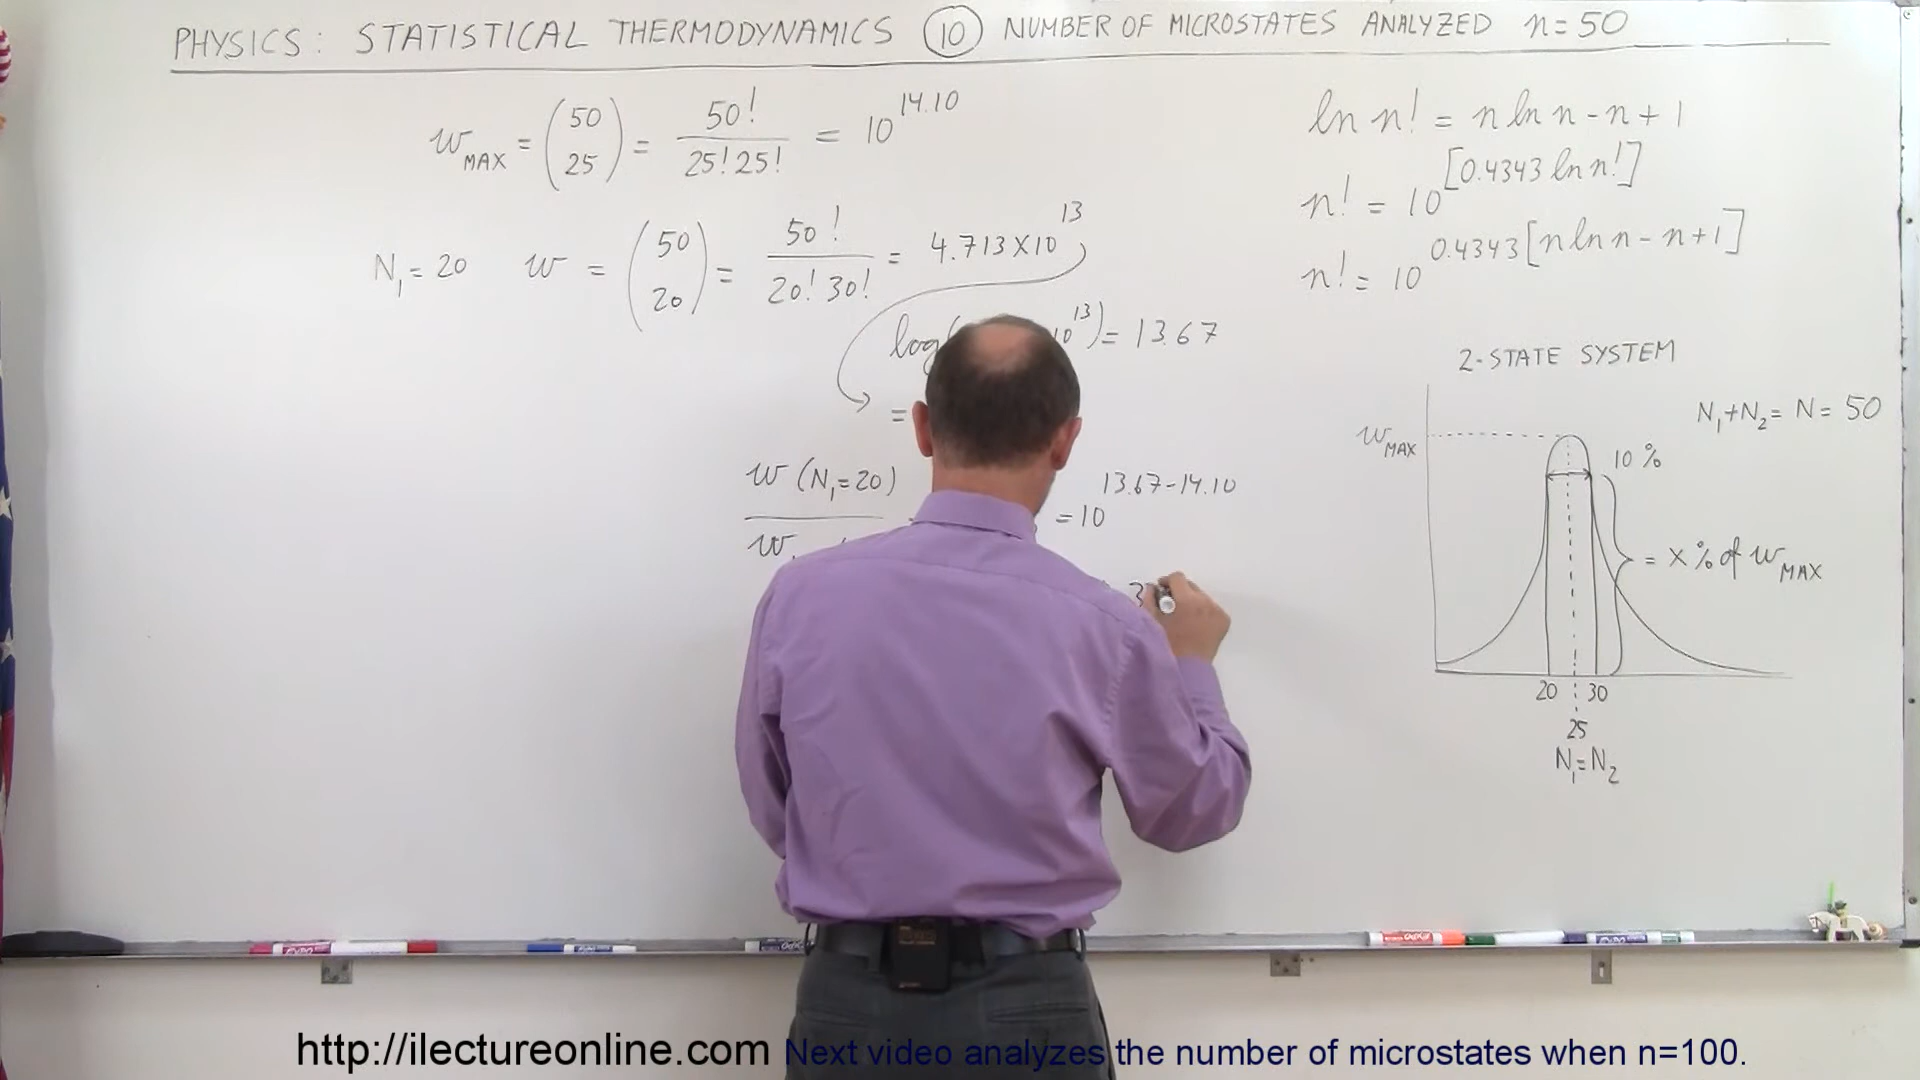 PHYSICS: STATISTICAL THERMODYNAMICS (10) NUMBER OF MICROSTATES ANALYZED n=50
w_MAX = (50 25) = 50!/25!25! = 10^14.10
N₁=20 w = (50 20) = 50!/20!30! = 4.713X10^13
log( 10^13) = 13.67
=
w (N₁=20)
w
=10^13.67-14.10
3
ln n! = n ln n - n + 1
n! = 10^[0.4343 ln n!]
n! = 10^0.4343[n ln n - n + 1]
2-STATE SYSTEM
N₁+N₂= N = 50
w_MAX
10 %
= X % of w_MAX
20 30
25
N₁=N₂
http://ilectureonline.com Next video analyzes the number of microstates when n=100.